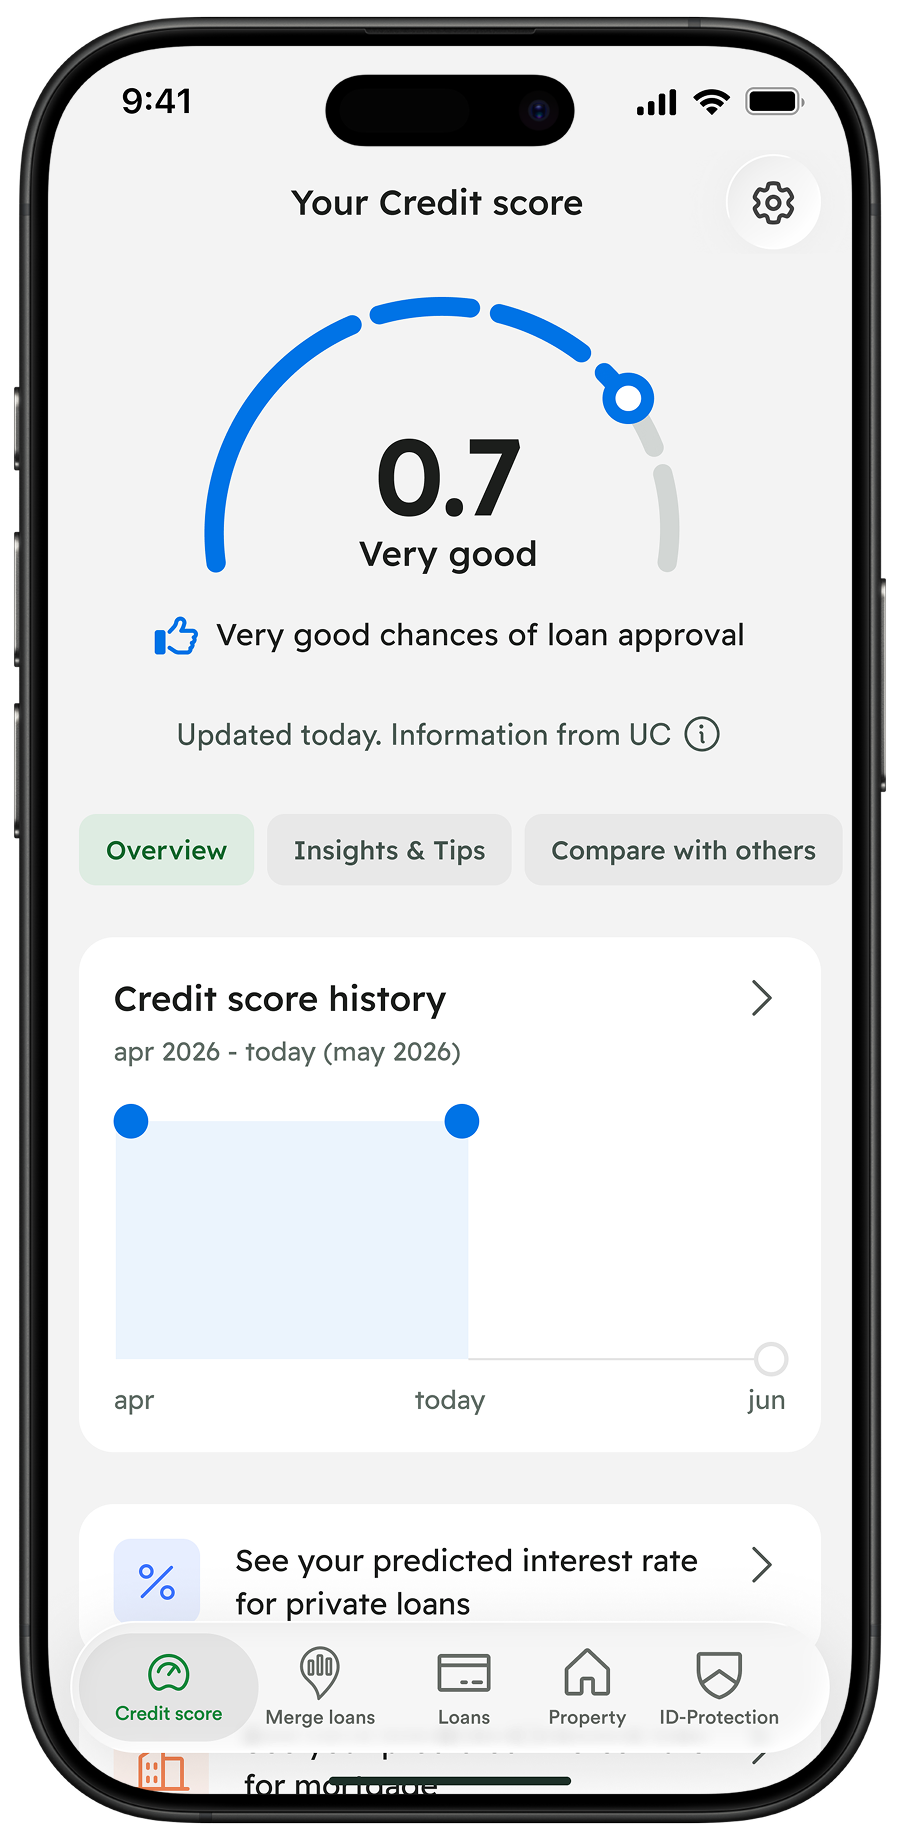 9:41
Your Credit score
0.7
Very good
Very good chances of loan approval
Updated today. Information from UC
Overview
Insights & Tips
Compare with others
Credit score history
apr 2026 - today (may 2026)
apr
today
jun
See your predicted interest rate
for private loans
Credit score
Merge loans
Loans
Property
ID-Protection
for mortgage